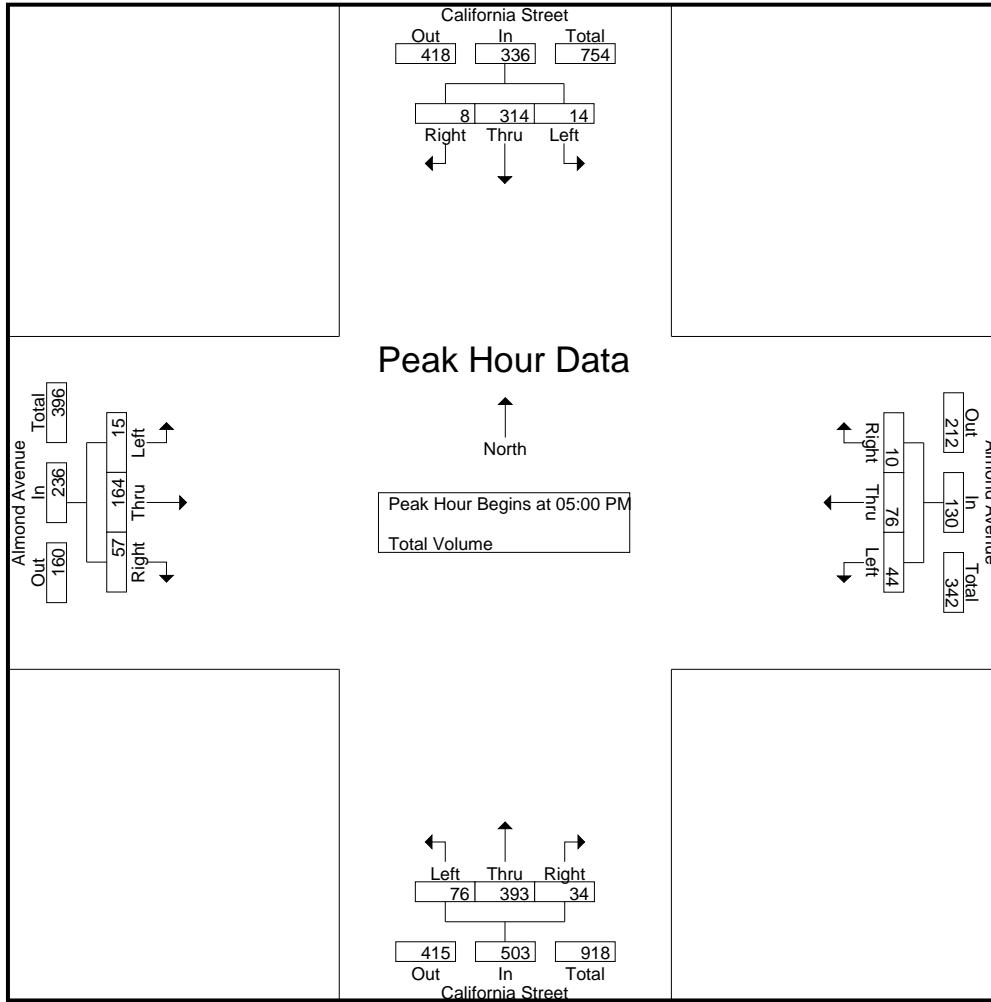 California Street
Out In Total
418 336 754
8 314 14
Right Thru Left
Peak Hour Data
North
Peak Hour Begins at 05:00 PM
Total Volume
Almond Avenue
Out In Total
160 236 396
15 164 57
Left Thru Right
Almond Avenue
Out In Total
212 130 342
10 76 44
Right Thru Left
Left Thru Right
76 393 34
415 503 918
Out In Total
California Street